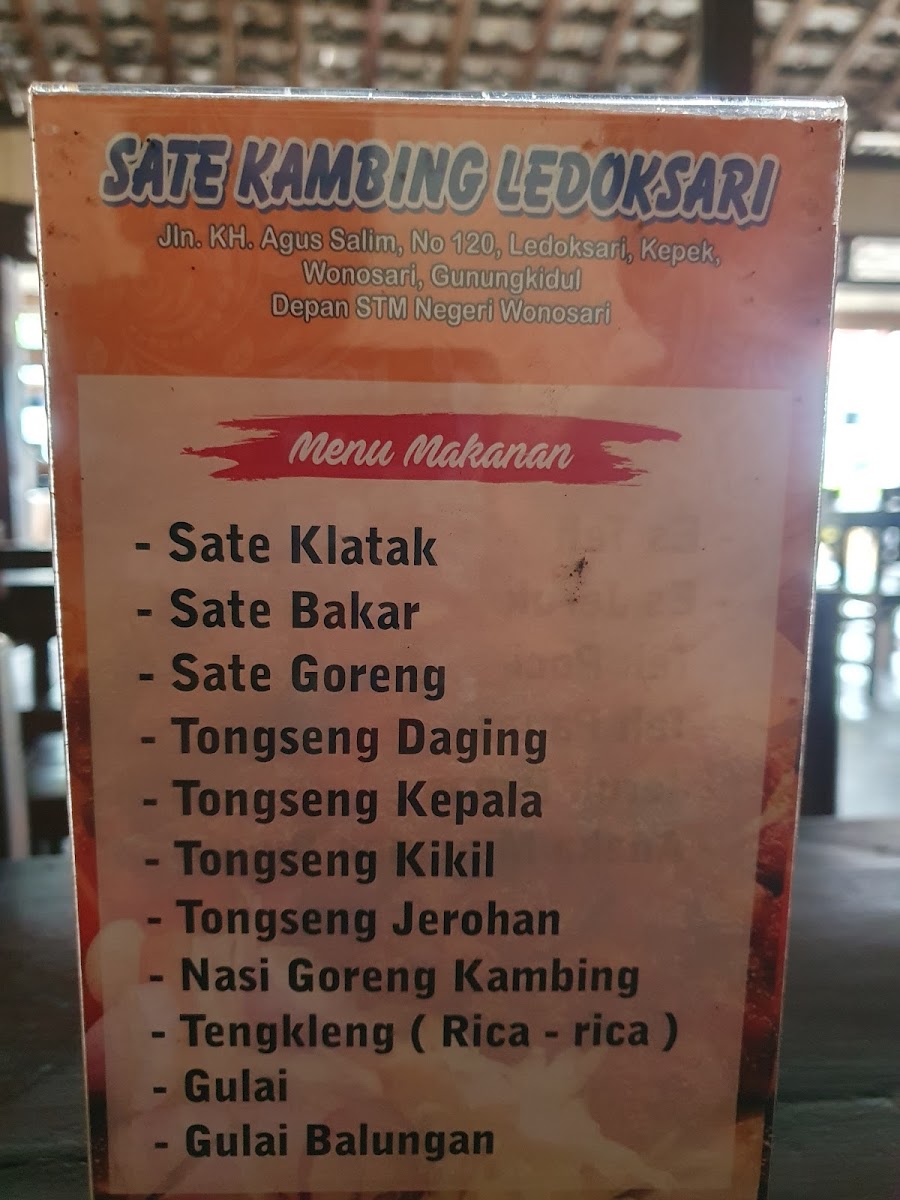 SATE KAMBING LEDOKSARI
Jln. KH. Agus Salim, No 120, Ledoksari, Kepek,
Wonosari, Gunungkidul
Depan STM Negeri Wonosari
Menu Makanan
- Sate Klatak
- Sate Bakar
- Sate Goreng
- Tongseng Daging
- Tongseng Kepala
- Tongseng Kikil
- Tongseng Jerohan
- Nasi Goreng Kambing
- Tengkleng ( Rica - rica )
- Gulai
- Gulai Balungan